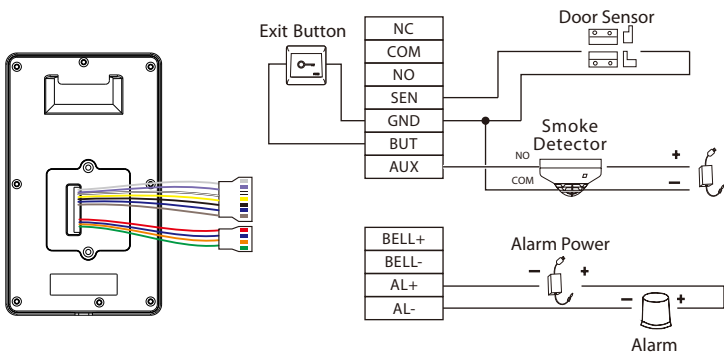 Exit Button
NC
COM
NO
SEN
GND
BUT
AUX
Door Sensor
Smoke
Detector
NO
COM
+
–
BELL+
BELL-
AL+
AL-
Alarm Power
– +
– +
Alarm